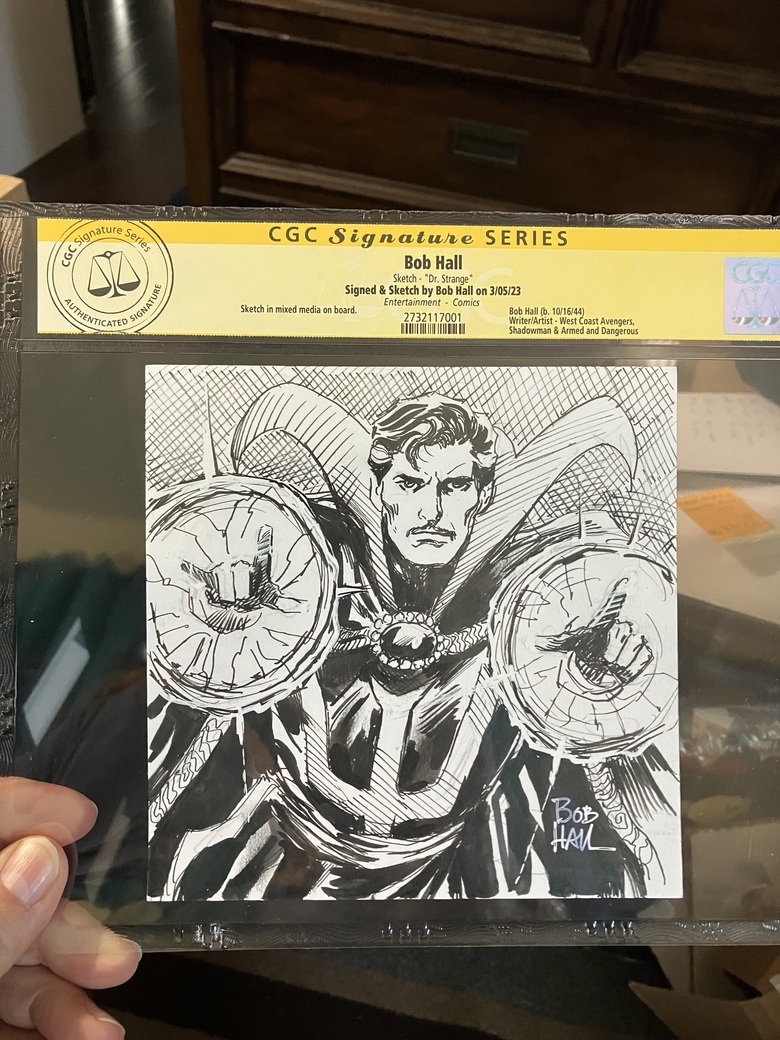 CGC Signature SERIES
CGC Signature Series
AUTHENTICATED SIGNATURE
Bob Hall
Sketch - "Dr. Strange"
Signed & Sketch by Bob Hall on 3/05/23
Entertainment - Comics
Sketch in mixed media on board.
2732117001
Bob Hall (b. 10/16/44)
Writer/Artist - West Coast Avengers,
Shadowman & Armed and Dangerous
CGC
BOB
HALL